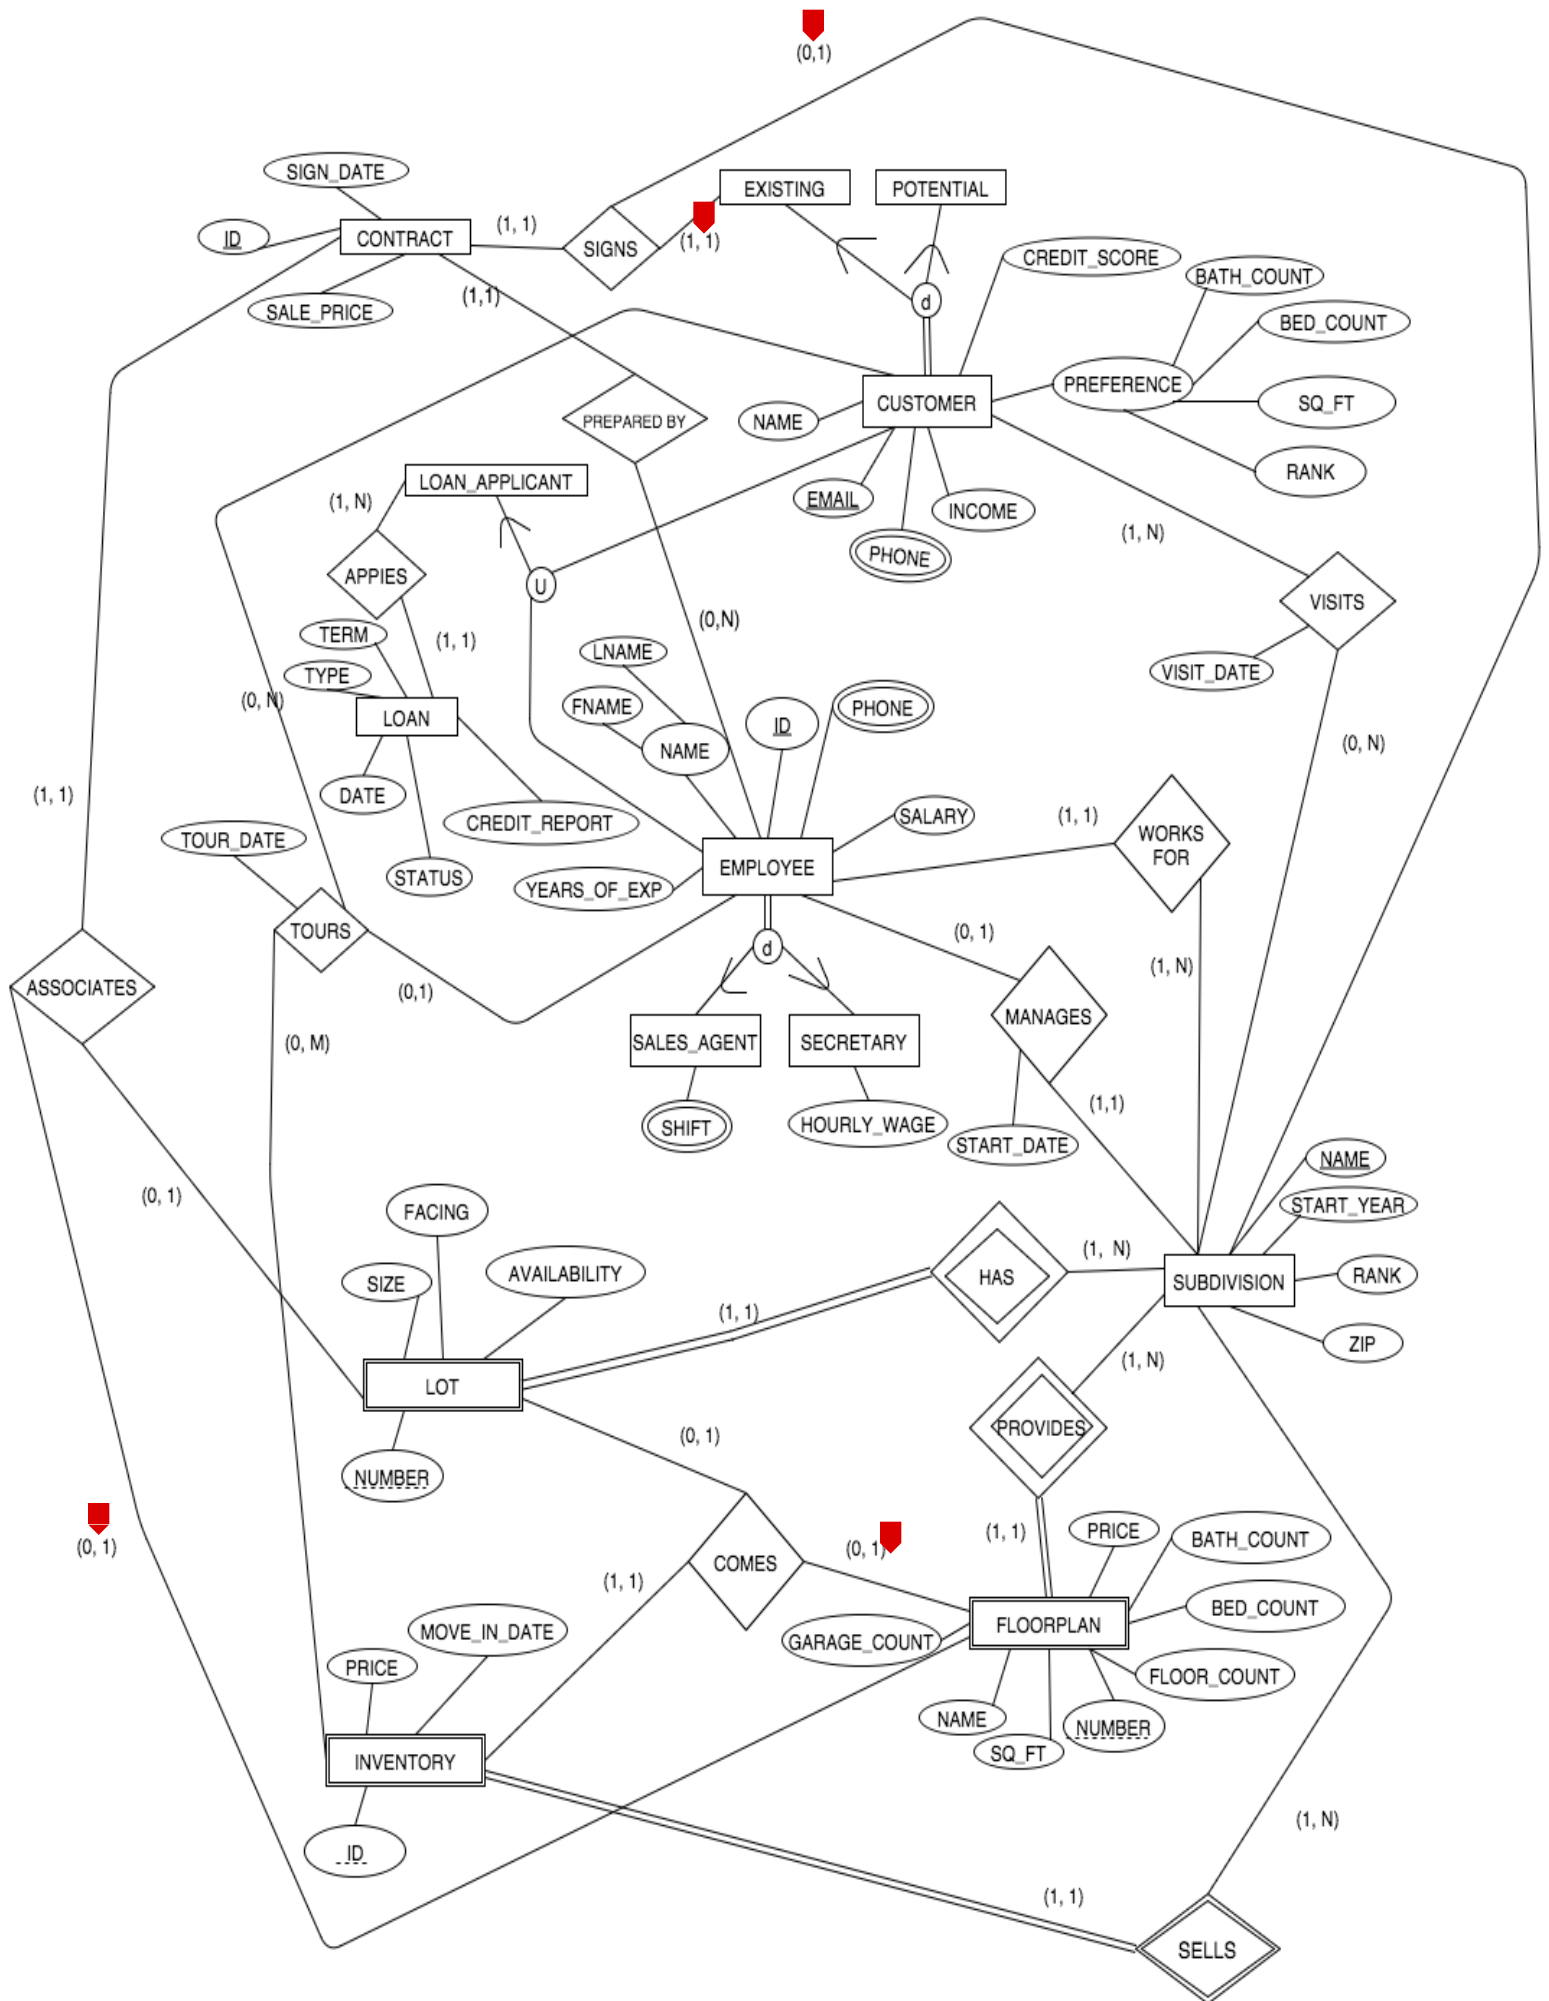 (0,1)
SIGN_DATE
EXISTING
POTENTIAL
ID
CONTRACT
(1, 1)
SIGNS
(1, 1)
CREDIT_SCORE
BATH_COUNT
SALE_PRICE
(1,1)
d
BED_COUNT
PREFERENCE
CUSTOMER
SQ_FT
NAME
PREPARED BY
RANK
LOAN_APPLICANT
(1, N)
EMAIL
INCOME
(1, N)
PHONE
APPIES
U
VISITS
TERM
(1, 1)
(0,N)
LNAME
VISIT_DATE
TYPE
(0, N)
FNAME
ID
PHONE
LOAN
NAME
(0, N)
(1, 1)
DATE
CREDIT_REPORT
SALARY
(1, 1)
WORKS
FOR
TOUR_DATE
EMPLOYEE
STATUS
YEARS_OF_EXP
TOURS
d
(0, 1)
(1, N)
ASSOCIATES
(0,1)
(0, M)
SALES_AGENT
SECRETARY
MANAGES
(1,1)
SHIFT
HOURLY_WAGE
START_DATE
NAME
(0, 1)
FACING
START_YEAR
(1, N)
HAS
SIZE
AVAILABILITY
SUBDIVISION
RANK
(1, 1)
ZIP
(1, N)
LOT
PROVIDES
(0, 1)
NUMBER
(0, 1)
(1, 1)
PRICE
BATH_COUNT
(0, 1)
COMES
(1, 1)
BED_COUNT
FLOORPLAN
MOVE_IN_DATE
GARAGE_COUNT
PRICE
FLOOR_COUNT
NAME
NUMBER
SQ_FT
INVENTORY
(1, N)
ID
(1, 1)
SELLS